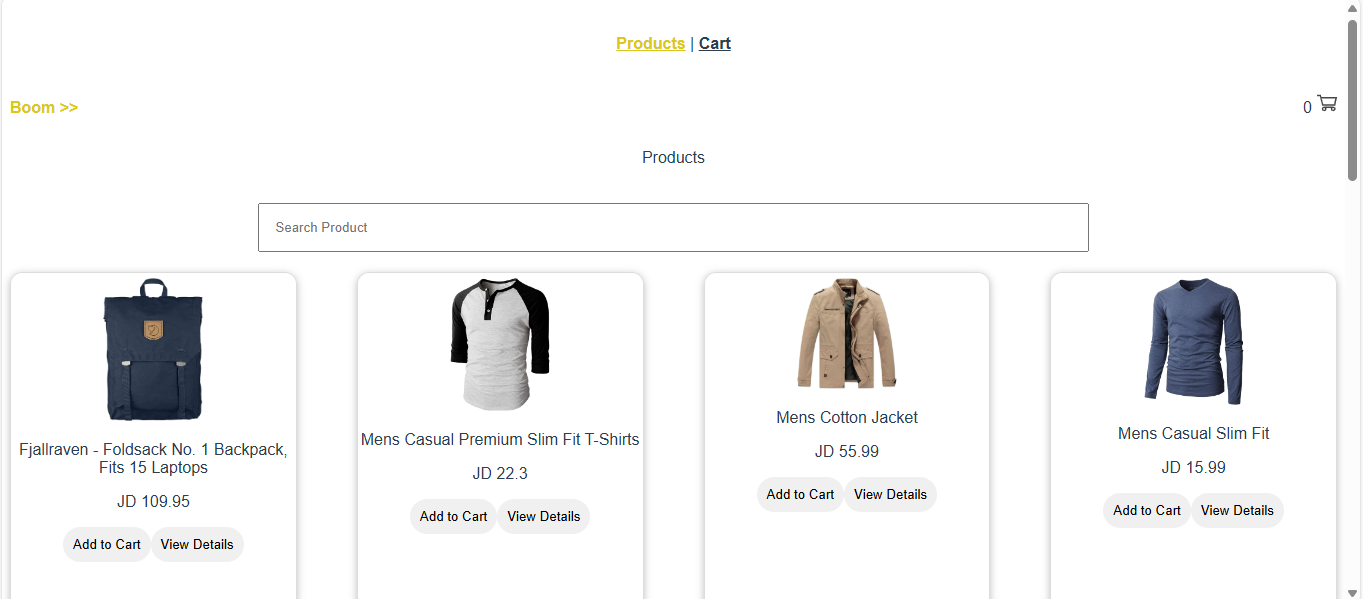 Products | Cart
Boom >>
0
Products
Search Product
Fjallraven - Foldsack No. 1 Backpack,
Fits 15 Laptops
JD 109.95
Add to Cart View Details
Mens Casual Premium Slim Fit T-Shirts
JD 22.3
Add to Cart View Details
Mens Cotton Jacket
JD 55.99
Add to Cart View Details
Mens Casual Slim Fit
JD 15.99
Add to Cart View Details